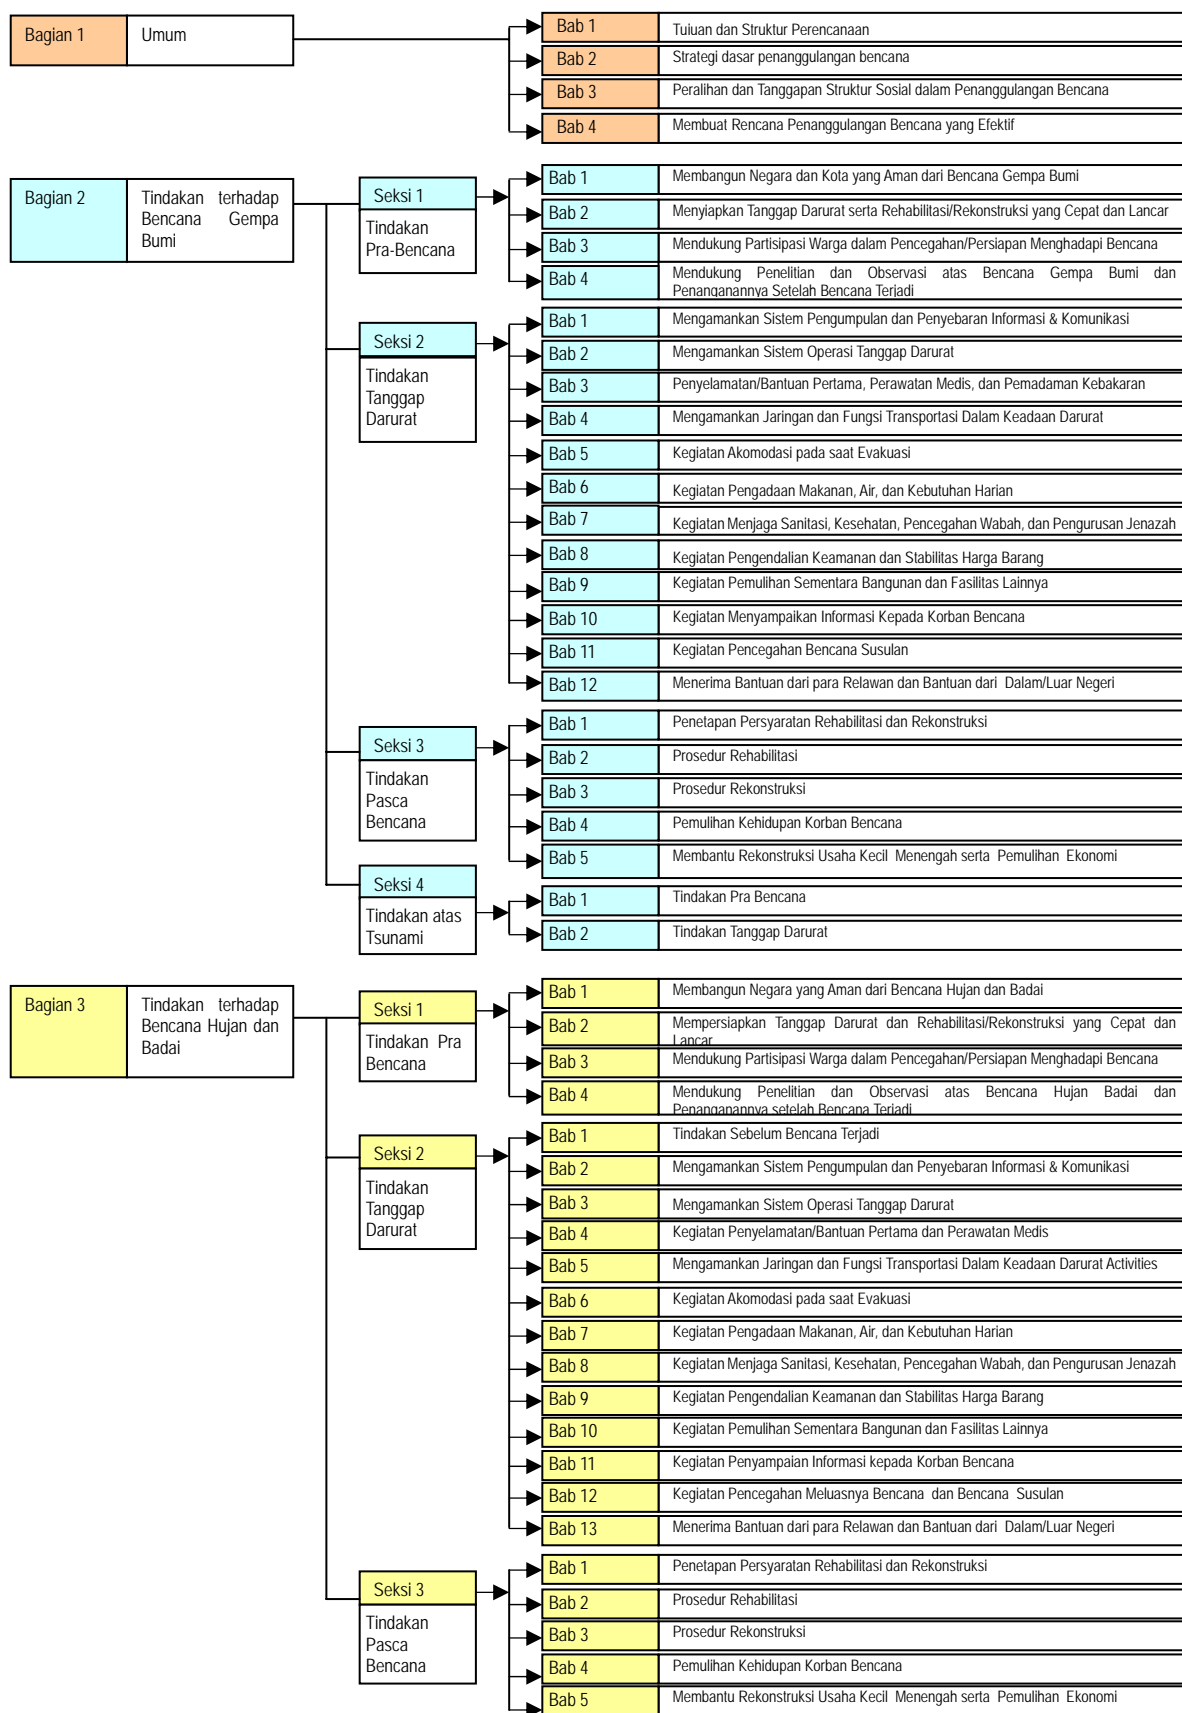 Bagian 1
Umum
Bab 1
Tuiuan dan Struktur Perencanaan
Bab 2
Strategi dasar penanggulangan bencana
Bab 3
Peralihan dan Tanggapan Struktur Sosial dalam Penanggulangan Bencana
Bab 4
Membuat Rencana Penanggulangan Bencana yang Efektif
Bagian 2
Tindakan terhadap
Bencana Gempa
Bumi
Seksi 1
Tindakan
Pra-Bencana
Bab 1
Membangun Negara dan Kota yang Aman dari Bencana Gempa Bumi
Bab 2
Menyiapkan Tanggap Darurat serta Rehabilitasi/Rekonstruksi yang Cepat dan Lancar
Bab 3
Mendukung Partisipasi Warga dalam Pencegahan/Persiapan Menghadapi Bencana
Bab 4
Mendukung Penelitian dan Observasi atas Bencana Gempa Bumi dan
Penanganannya Setelah Bencana Terjadi
Seksi 2
Tindakan
Tanggap
Darurat
Bab 1
Mengamankan Sistem Pengumpulan dan Penyebaran Informasi & Komunikasi
Bab 2
Mengamankan Sistem Operasi Tanggap Darurat
Bab 3
Penyelamatan/Bantuan Pertama, Perawatan Medis, dan Pemadaman Kebakaran
Bab 4
Mengamankan Jaringan dan Fungsi Transportasi Dalam Keadaan Darurat
Bab 5
Kegiatan Akomodasi pada saat Evakuasi
Bab 6
Kegiatan Pengadaan Makanan, Air, dan Kebutuhan Harian
Bab 7
Kegiatan Menjaga Sanitasi, Kesehatan, Pencegahan Wabah, dan Pengurusan Jenazah
Bab 8
Kegiatan Pengendalian Keamanan dan Stabilitas Harga Barang
Bab 9
Kegiatan Pemulihan Sementara Bangunan dan Fasilitas Lainnya
Bab 10
Kegiatan Menyampaikan Informasi Kepada Korban Bencana
Bab 11
Kegiatan Pencegahan Bencana Susulan
Bab 12
Menerima Bantuan dari para Relawan dan Bantuan dari Dalam/Luar Negeri
Seksi 3
Tindakan
Pasca
Bencana
Bab 1
Penetapan Persyaratan Rehabilitasi dan Rekonstruksi
Bab 2
Prosedur Rehabilitasi
Bab 3
Prosedur Rekonstruksi
Bab 4
Pemulihan Kehidupan Korban Bencana
Bab 5
Membantu Rekonstruksi Usaha Kecil Menengah serta Pemulihan Ekonomi
Seksi 4
Tindakan atas
Tsunami
Bab 1
Tindakan Pra Bencana
Bab 2
Tindakan Tanggap Darurat
Bagian 3
Tindakan terhadap
Bencana Hujan dan
Badai
Seksi 1
Tindakan Pra
Bencana
Bab 1
Membangun Negara yang Aman dari Bencana Hujan dan Badai
Bab 2
Mempersiapkan Tanggap Darurat dan Rehabilitasi/Rekonstruksi yang Cepat dan
Lancar
Bab 3
Mendukung Partisipasi Warga dalam Pencegahan/Persiapan Menghadapi Bencana
Bab 4
Mendukung Penelitian dan Observasi atas Bencana Hujan Badai dan
Penanganannya setelah Bencana Terjadi
Seksi 2
Tindakan
Tanggap
Darurat
Bab 1
Tindakan Sebelum Bencana Terjadi
Bab 2
Mengamankan Sistem Pengumpulan dan Penyebaran Informasi & Komunikasi
Bab 3
Mengamankan Sistem Operasi Tanggap Darurat
Bab 4
Kegiatan Penyelamatan/Bantuan Pertama dan Perawatan Medis
Bab 5
Mengamankan Jaringan dan Fungsi Transportasi Dalam Keadaan Darurat Activities
Bab 6
Kegiatan Akomodasi pada saat Evakuasi
Bab 7
Kegiatan Pengadaan Makanan, Air, dan Kebutuhan Harian
Bab 8
Kegiatan Menjaga Sanitasi, Kesehatan, Pencegahan Wabah, dan Pengurusan Jenazah
Bab 9
Kegiatan Pengendalian Keamanan dan Stabilitas Harga Barang
Bab 10
Kegiatan Pemulihan Sementara Bangunan dan Fasilitas Lainnya
Bab 11
Kegiatan Penyampaian Informasi kepada Korban Bencana
Bab 12
Kegiatan Pencegahan Meluasnya Bencana dan Bencana Susulan
Bab 13
Menerima Bantuan dari para Relawan dan Bantuan dari Dalam/Luar Negeri
Seksi 3
Tindakan
Pasca
Bencana
Bab 1
Penetapan Persyaratan Rehabilitasi dan Rekonstruksi
Bab 2
Prosedur Rehabilitasi
Bab 3
Prosedur Rekonstruksi
Bab 4
Pemulihan Kehidupan Korban Bencana
Bab 5
Membantu Rekonstruksi Usaha Kecil Menengah serta Pemulihan Ekonomi